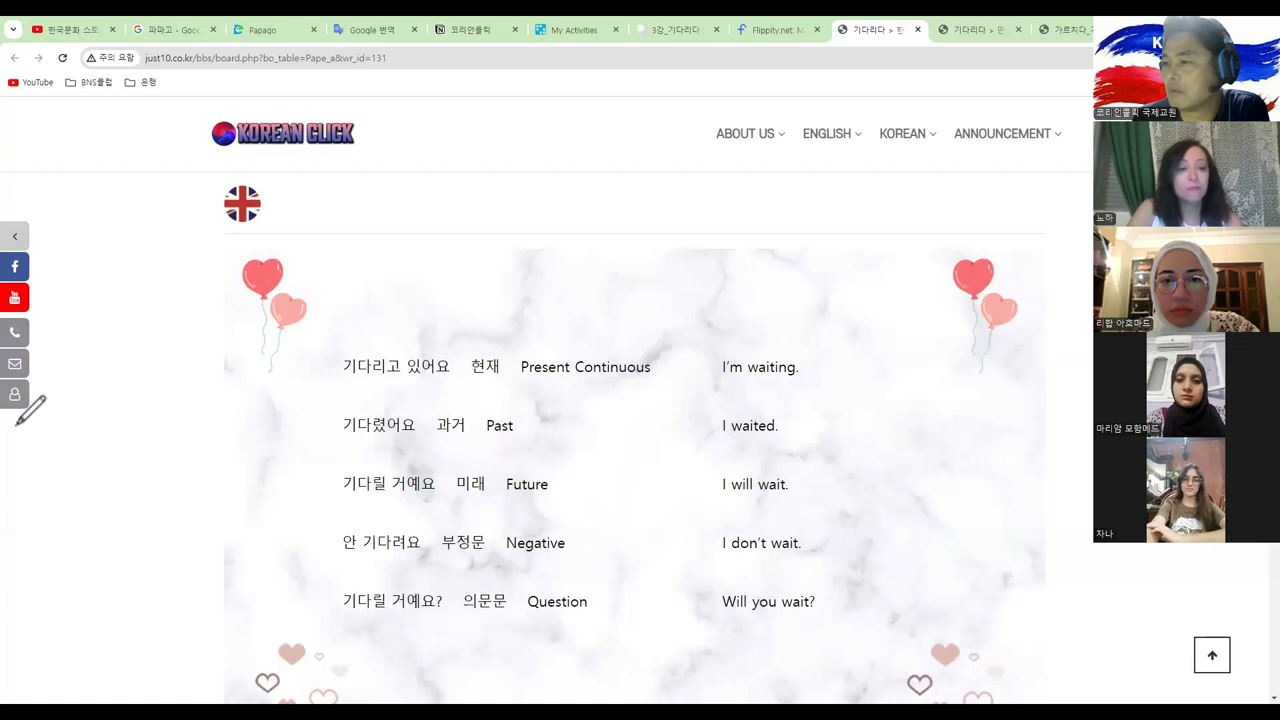 한국문화 스토
파파고 - Goo
Papago
Google 번역
코리언클릭
My Activities
3강_기다리다
Flippity.net: M
기다리다 > 한
기다리다 > 민
가르치다
주의 요함
just10.co.kr/bbs/board.php?bo_table=Pape_a&wr_id=131
YouTube
BNS클럽
은행
KOREAN CLICK
ABOUT US
ENGLISH
KOREAN
ANNOUNCEMENT
기다리고 있어요 현재 Present Continuous I'm waiting.
기다렸어요 과거 Past I waited.
기다릴 거예요 미래 Future I will wait.
안 기다려요 부정문 Negative I don't wait.
기다릴 거예요? 의문문 Question Will you wait?
코리언클릭 국제교원
노하
리합 아흐마드
마리암 모함메드
자나